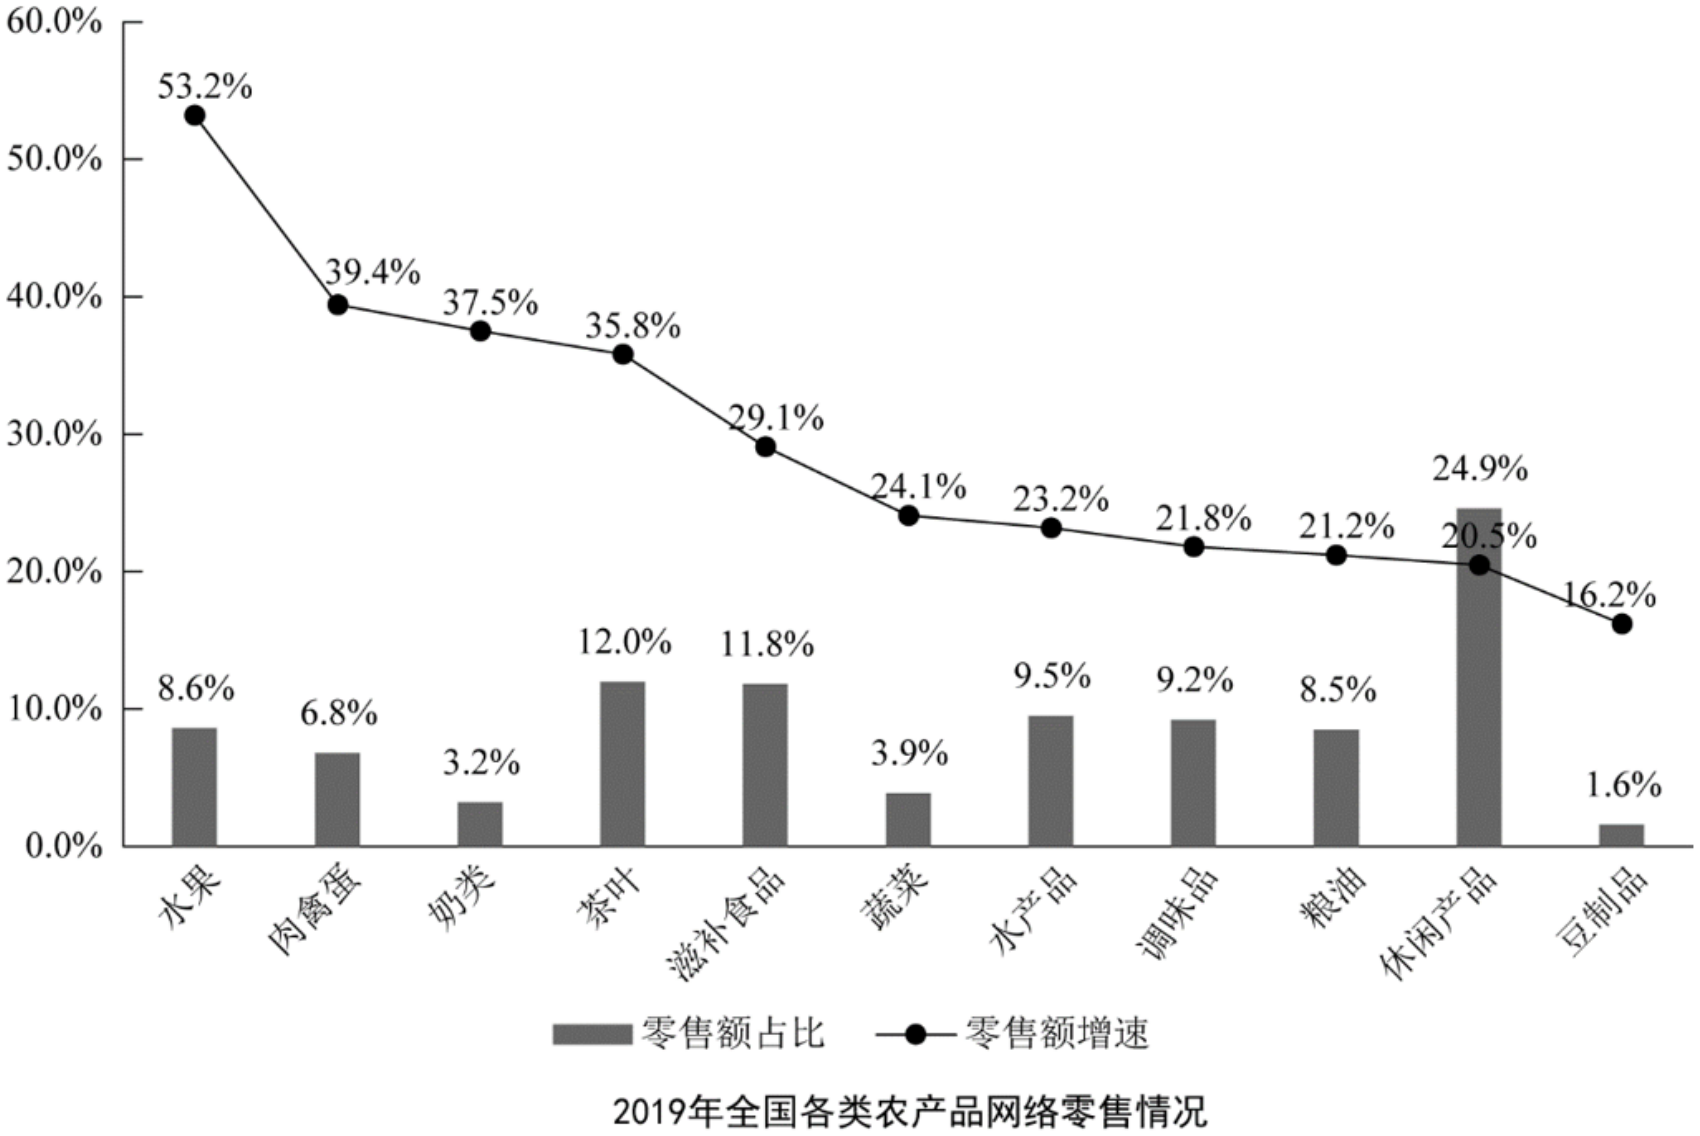 60.0%
50.0%
40.0%
30.0%
20.0%
10.0%
0.0%
53.2%
39.4%
37.5%
35.8%
29.1%
24.1%
23.2%
21.8%
21.2%
20.5%
16.2%
8.6%
6.8%
3.2%
12.0%
11.8%
3.9%
9.5%
9.2%
8.5%
24.9%
1.6%
水果
肉禽蛋
奶类
茶叶
滋补食品
蔬菜
水产品
调味品
粮油
休闲产品
豆制品
零售额占比
零售额增速
2019年全国各类农产品网络零售情况